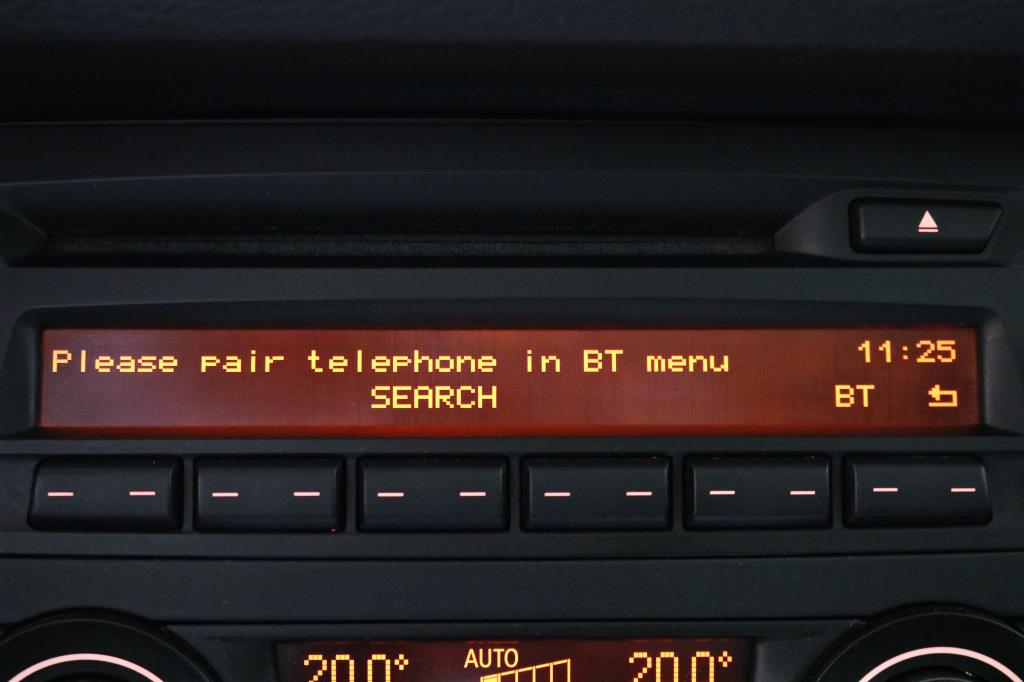 Please pair telephone in BT menu 11:25
SEARCH BT
20.0° AUTO 20.0°